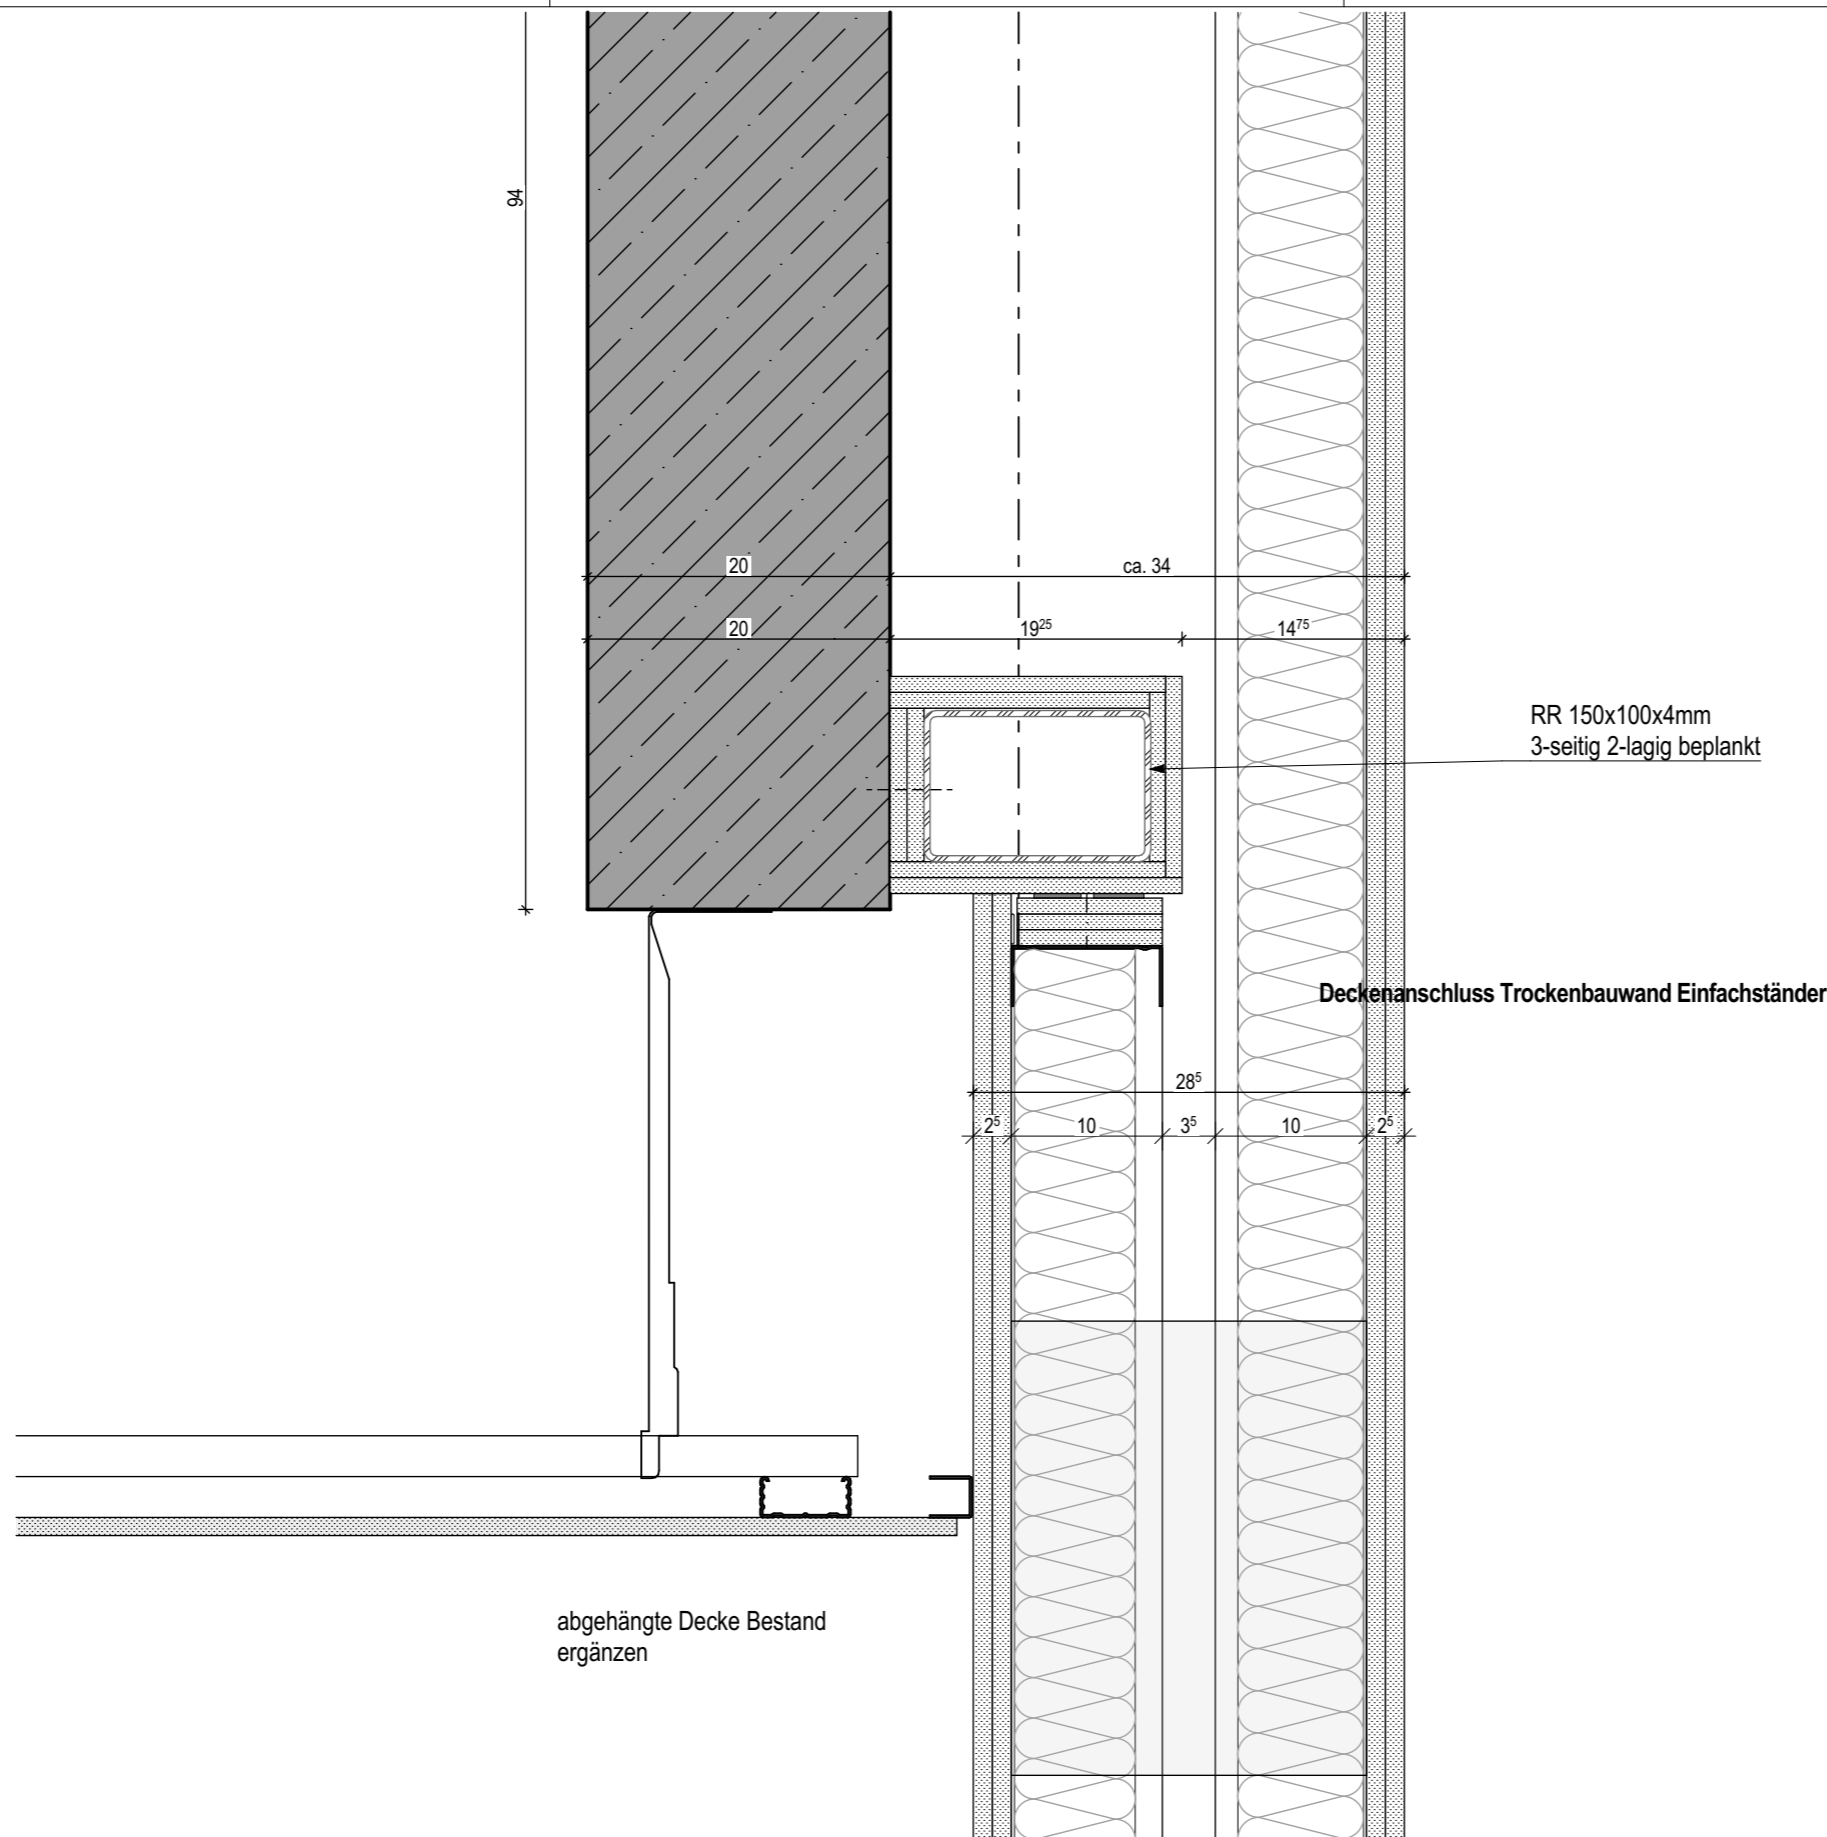 94
20
ca. 34
20
19²⁵
14⁷⁵
RR 150x100x4mm
3-seitig 2-lagig beplankt
Deckenanschluss Trockenbauwand Einfachständer
28⁵
2⁵
10
3⁵
10
2⁵
abgehängte Decke Bestand
ergänzen